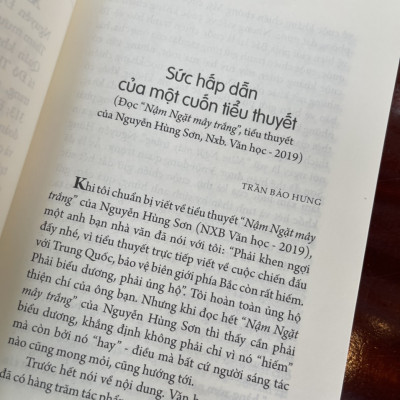 Sức hấp dẫn
của một cuốn tiểu thuyết
(Đọc "Nậm Ngặt mây trắng", tiểu thuyết
của Nguyễn Hùng Sơn, Nxb. Văn học - 2019)
TRẦN BẢO HƯNG
Khi tôi chuẩn bị viết về tiểu thuyết "Nậm Ngặt mây
trắng" của Nguyễn Hùng Sơn (NXB Văn học - 2019),
một anh bạn nhà văn đã nói với tôi: "Phải khen ngợi
đấy nhé, vì tiểu thuyết trực tiếp viết về cuộc chiến đấu
với Trung Quốc, bảo vệ biên giới phía Bắc còn rất hiếm.
Phải biểu dương, phải ủng hộ". Tôi hoàn toàn ủng hộ
thiện chí của ông bạn. Nhưng khi đọc hết "Nậm Ngặt
mây trắng" của Nguyễn Hùng Sơn thì thấy cần phải
biểu dương, khẳng định không phải chỉ vì nó "hiếm"
mà còn bởi nó "hay" - điều mà bất cứ người sáng tác
nào cũng mong mỏi, cũng hướng tới.
Trước hết nói về nội dung. Văn h
đã có hàng trăm tác phẩ